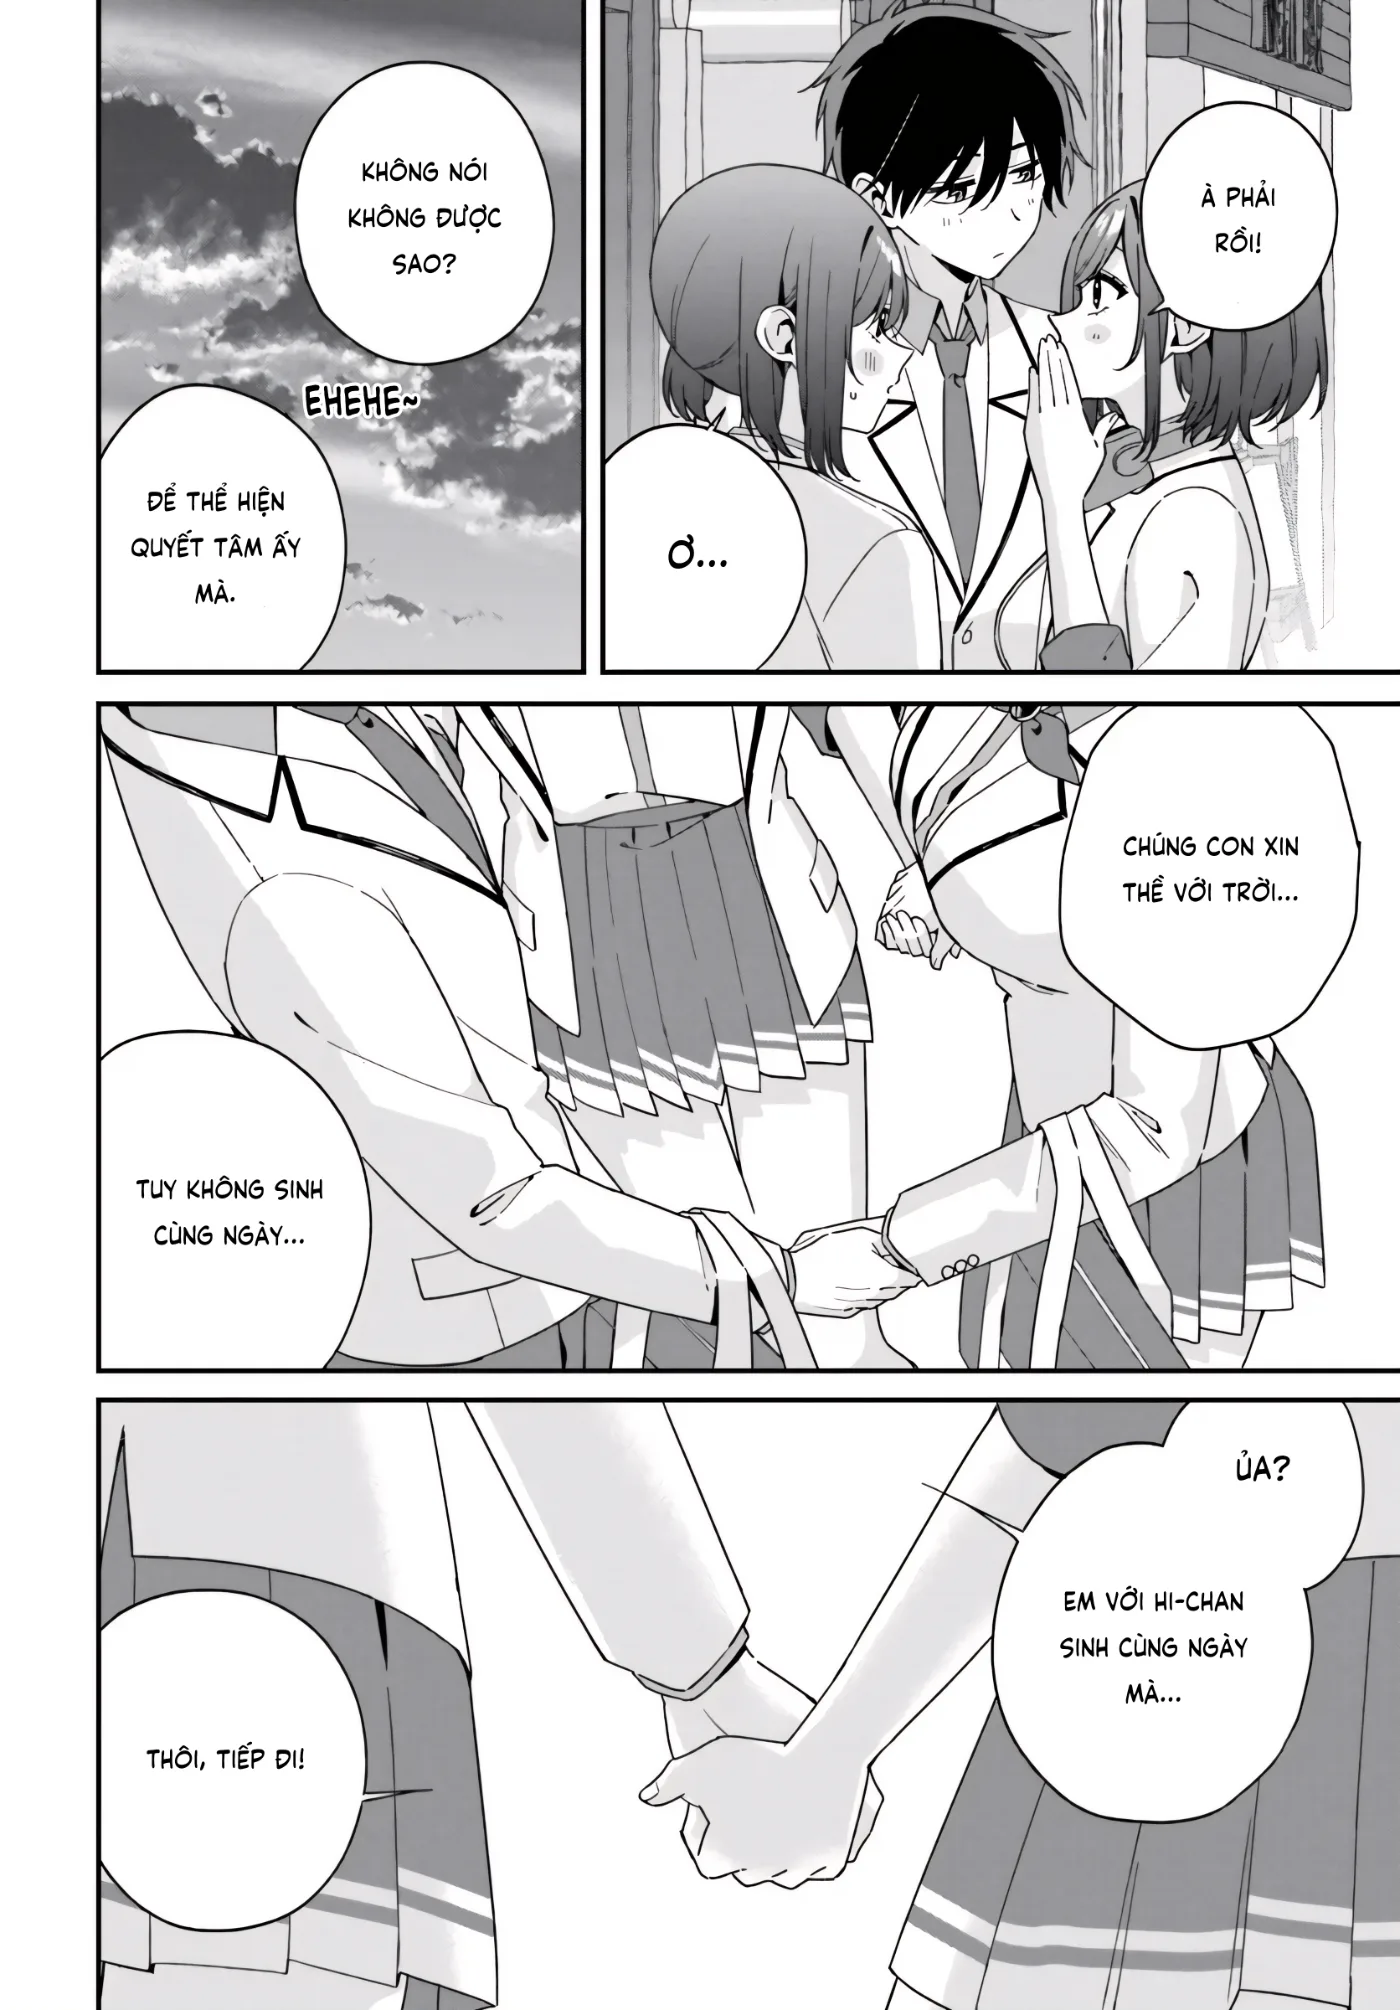 À PHẢI
RỒI!
Ơ...
KHÔNG NÓI
KHÔNG ĐƯỢC
SAO?
EHEHE~
ĐỂ THỂ HIỆN
QUYẾT TÂM ẤY
MÀ.
CHÚNG CON XIN
THỀ VỚI TRỜI...
TUY KHÔNG SINH
CÙNG NGÀY...
ỦA?
EM VỚI HI-CHAN
SINH CÙNG NGÀY
MÀ...
THÔI, TIẾP ĐI!